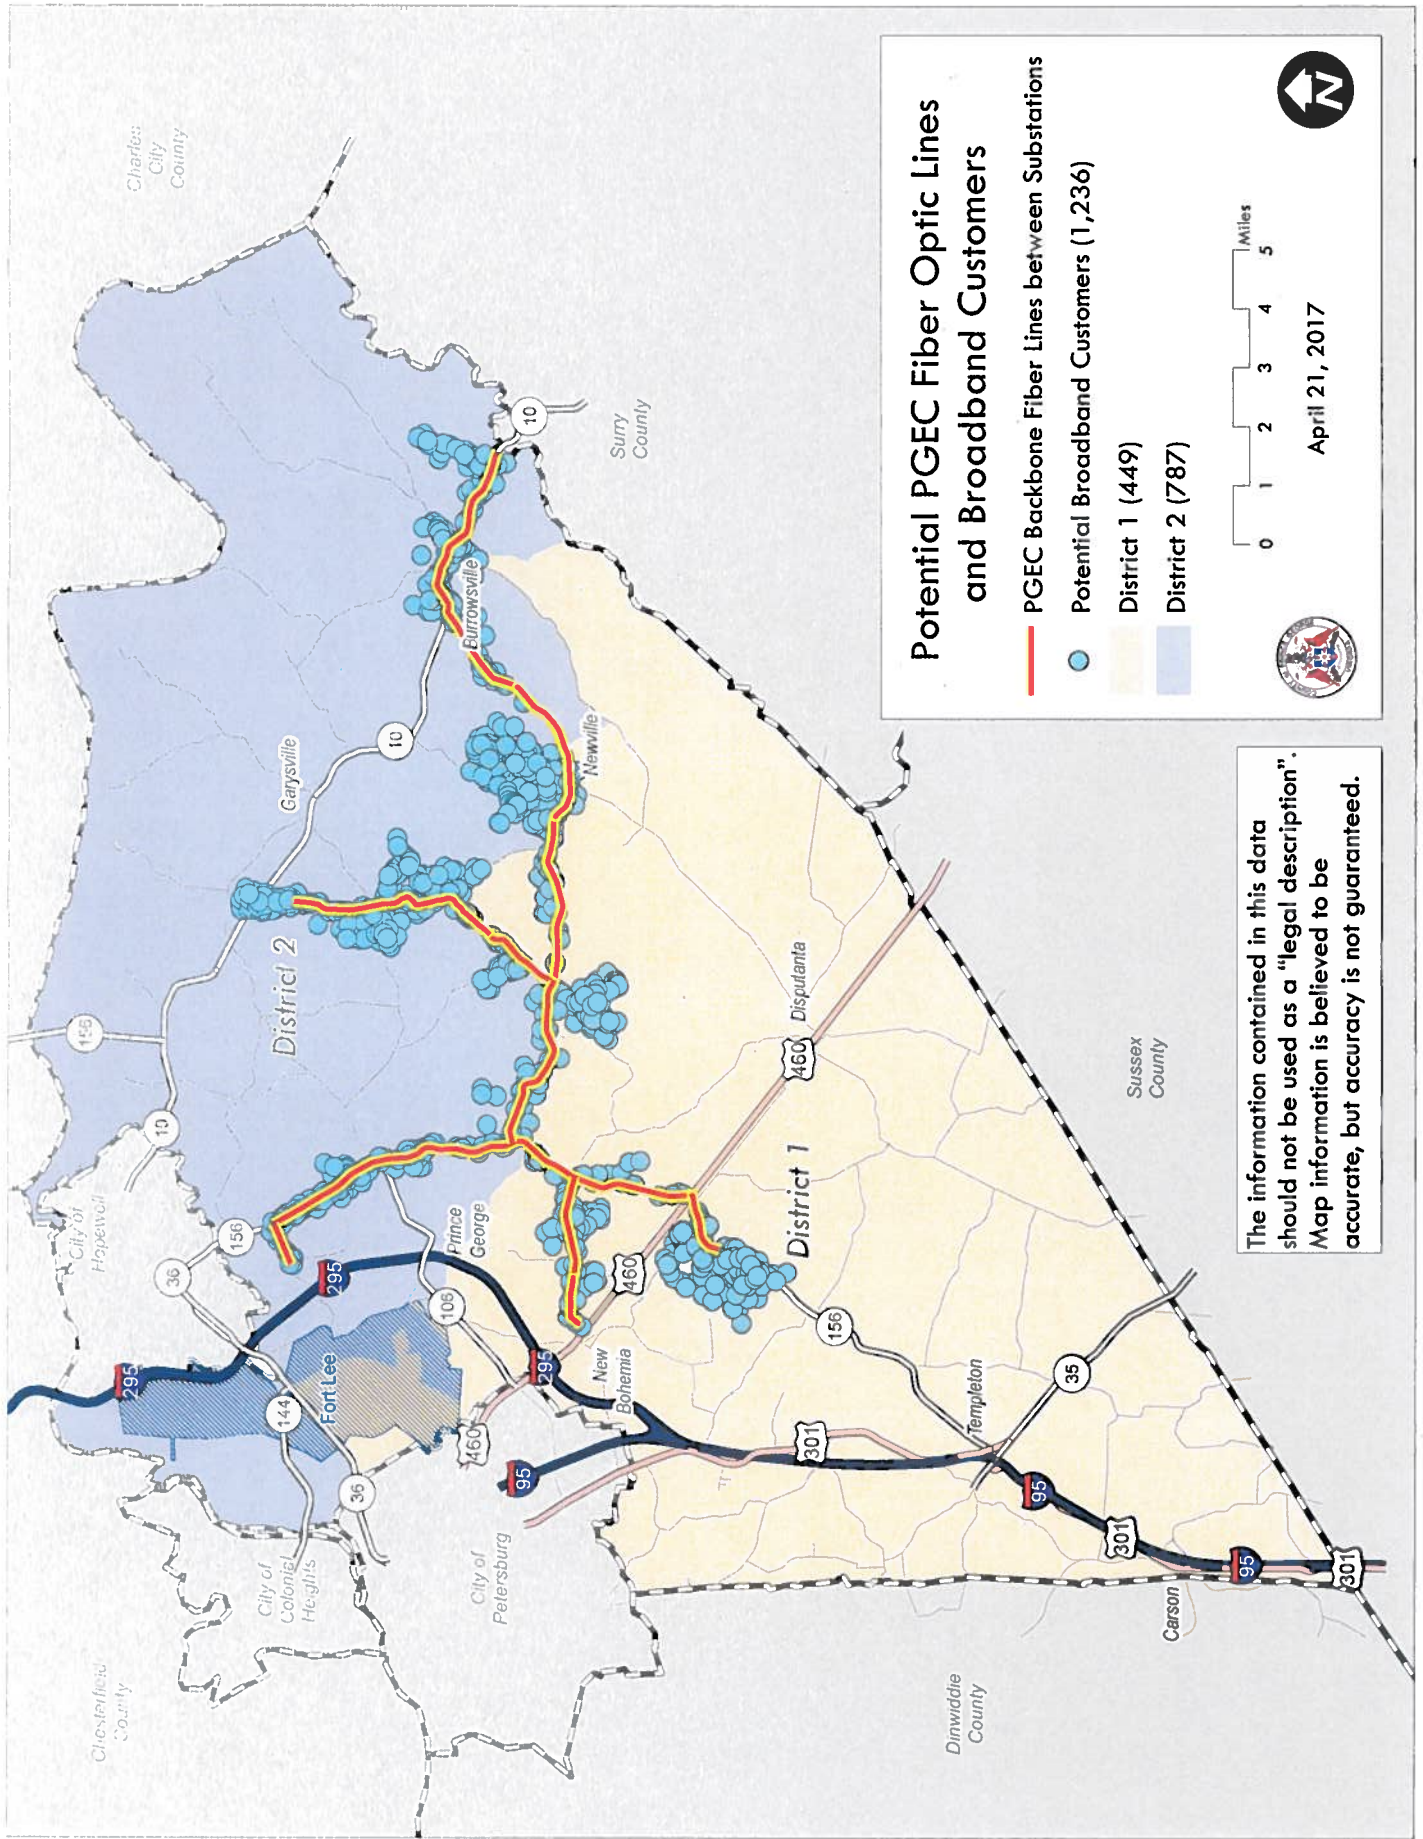 Potential PGEC Fiber Optic Lines
and Broadband Customers
PGEC Backbone Fiber Lines between Substations
Potential Broadband Customers (1,236)
District 1 (449)
District 2 (787)
0 1 2 3 4 5
Miles
April 21, 2017
N
The information contained in this data
should not be used as a "legal description".
Map information is believed to be
accurate, but accuracy is not guaranteed.
Chesterfield
County
City of
Colonial
Heights
City of
Petersburg
Dinwiddie
County
City of
Hopewell
Charles
City
County
Surry
County
Sussex
County
District 2
District 1
Fort Lee
Prince
George
New
Bohemia
Garysville
Burrowsville
Newville
Disputanta
Templeton
Carson
295
295
295
144
36
36
156
156
156
10
10
10
106
460
460
460
95
95
95
301
301
301
35